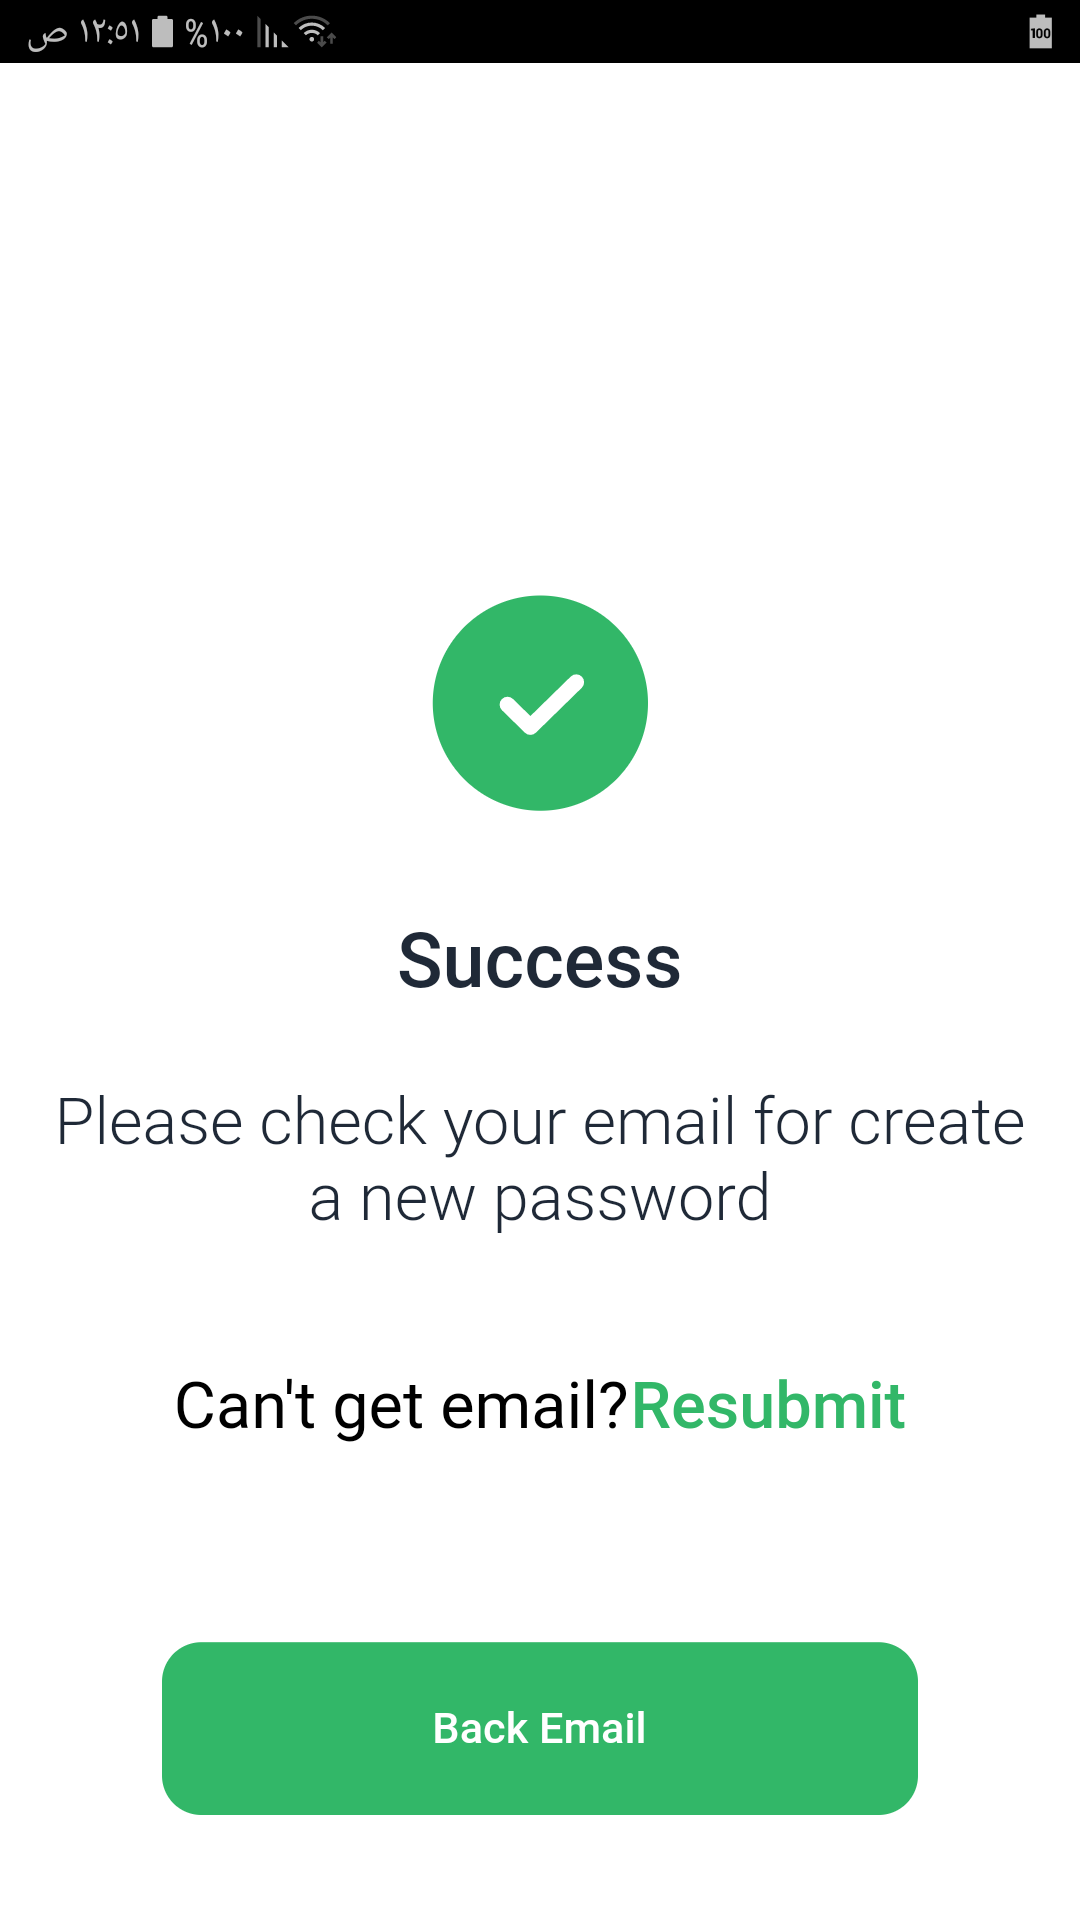 ١٢:٥١ ص %١٠٠ 100
Success
Please check your email for create
a new password
Can't get email?Resubmit
Back Email